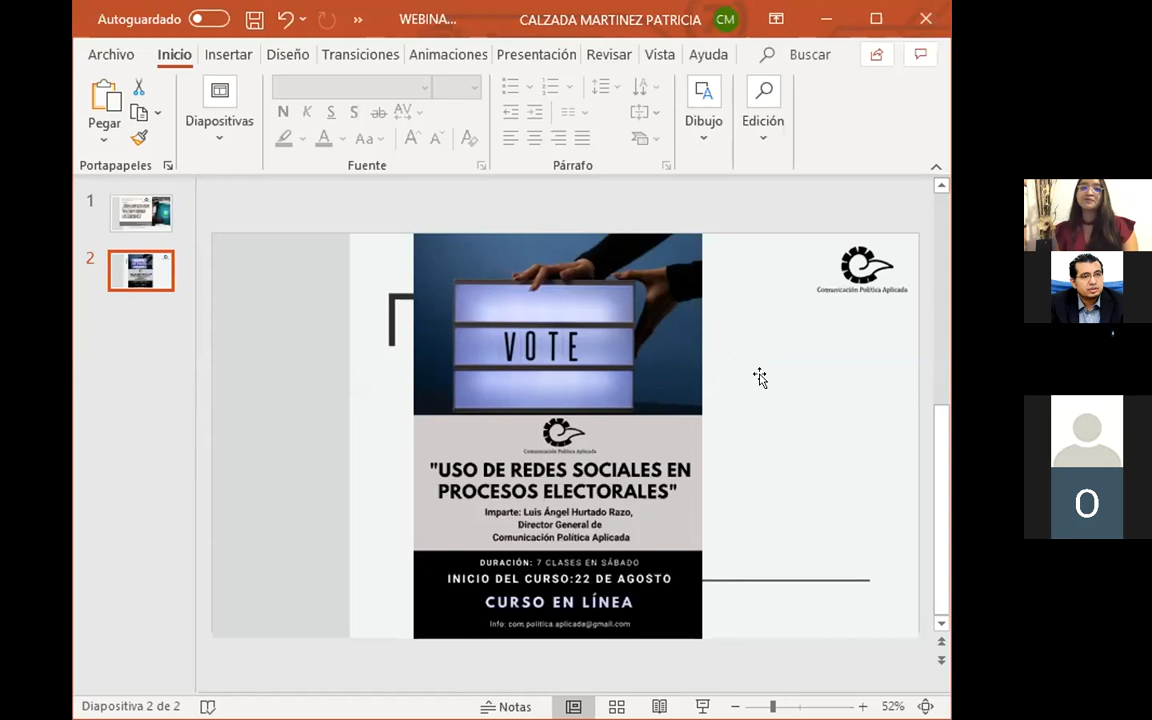 Autoguardado
WEBINA...
CALZADA MARTINEZ PATRICIA
CM
Archivo
Inicio
Insertar
Diseño
Transiciones
Animaciones
Presentación
Revisar
Vista
Ayuda
Buscar
Pegar
Portapapeles
Diapositivas
N K S S ab AV
A Aa A A A
Fuente
Párrafo
Dibujo
Edición
1
2
VOTE
Comunicación Política Aplicada
Comunicación Política Aplicada
"USO DE REDES SOCIALES EN
PROCESOS ELECTORALES"
Imparte: Luis Ángel Hurtado Razo,
Director General de
Comunicación Política Aplicada
DURACIÓN: 7 CLASES EN SÁBADO
INICIO DEL CURSO:22 DE AGOSTO
CURSO EN LÍNEA
Info: com.politica.aplicada@gmail.com
O
Diapositiva 2 de 2
Notas
52%